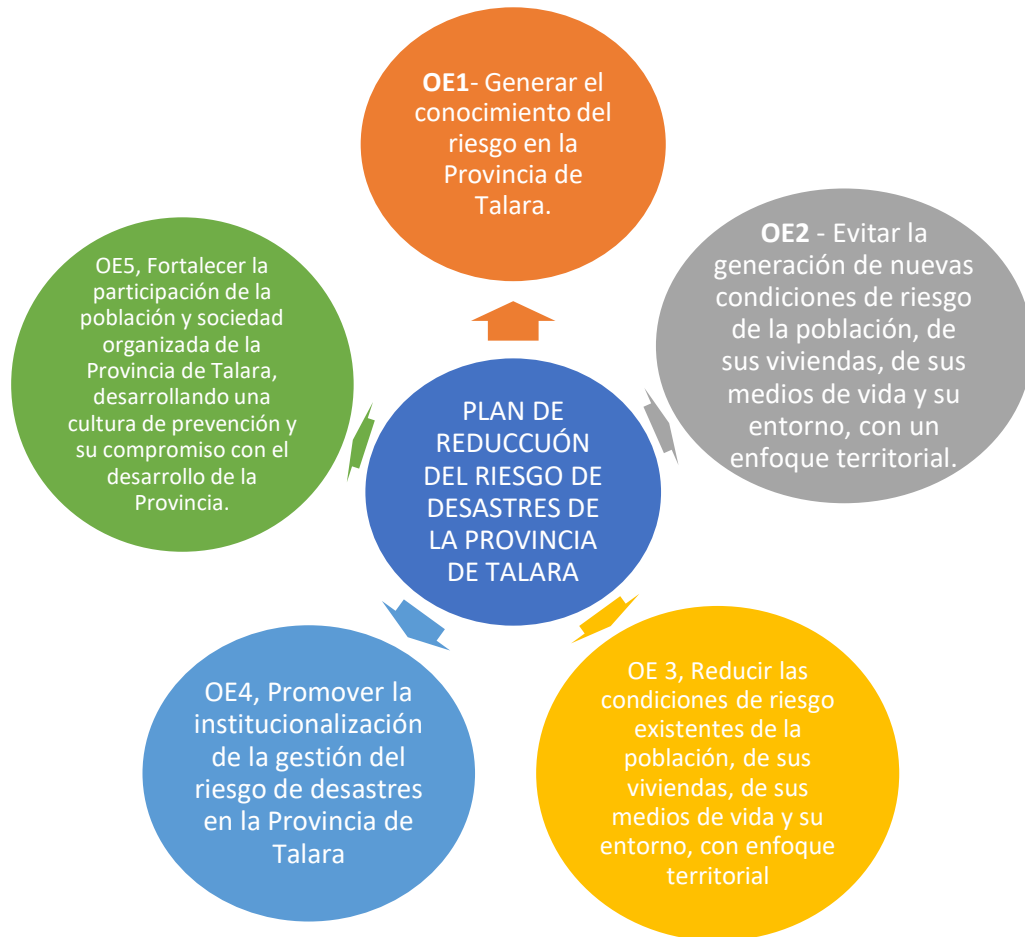 OE1- Generar el
conocimiento del
riesgo en la
Provincia de
Talara.
OE2 - Evitar la
generación de nuevas
condiciones de riesgo
de la población, de
sus viviendas, de sus
medios de vida y su
entorno, con un
enfoque territorial.
OE5, Fortalecer la
participación de la
población y sociedad
organizada de la
Provincia de Talara,
desarrollando una
cultura de prevención y
su compromiso con el
desarrollo de la
Provincia.
PLAN DE
REDUCCUÓN
DEL RIESGO DE
DESASTRES DE
LA PROVINCIA
DE TALARA
OE4, Promover la
institucionalización
de la gestión del
riesgo de desastres
en la Provincia de
Talara
OE 3, Reducir las
condiciones de riesgo
existentes de la
población, de sus
viviendas, de sus
medios de vida y su
entorno, con enfoque
territorial